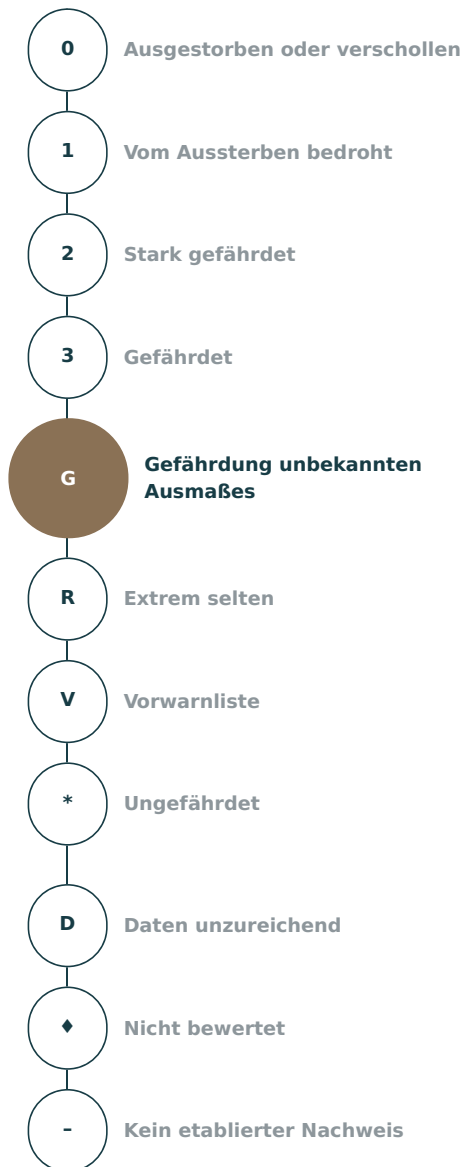 0 Ausgestorben oder verschollen
1 Vom Aussterben bedroht
2 Stark gefährdet
3 Gefährdet
G Gefährdung unbekannten
Ausmaßes
R Extrem selten
V Vorwarnliste
* Ungefährdet
D Daten unzureichend
♦ Nicht bewertet
– Kein etablierter Nachweis